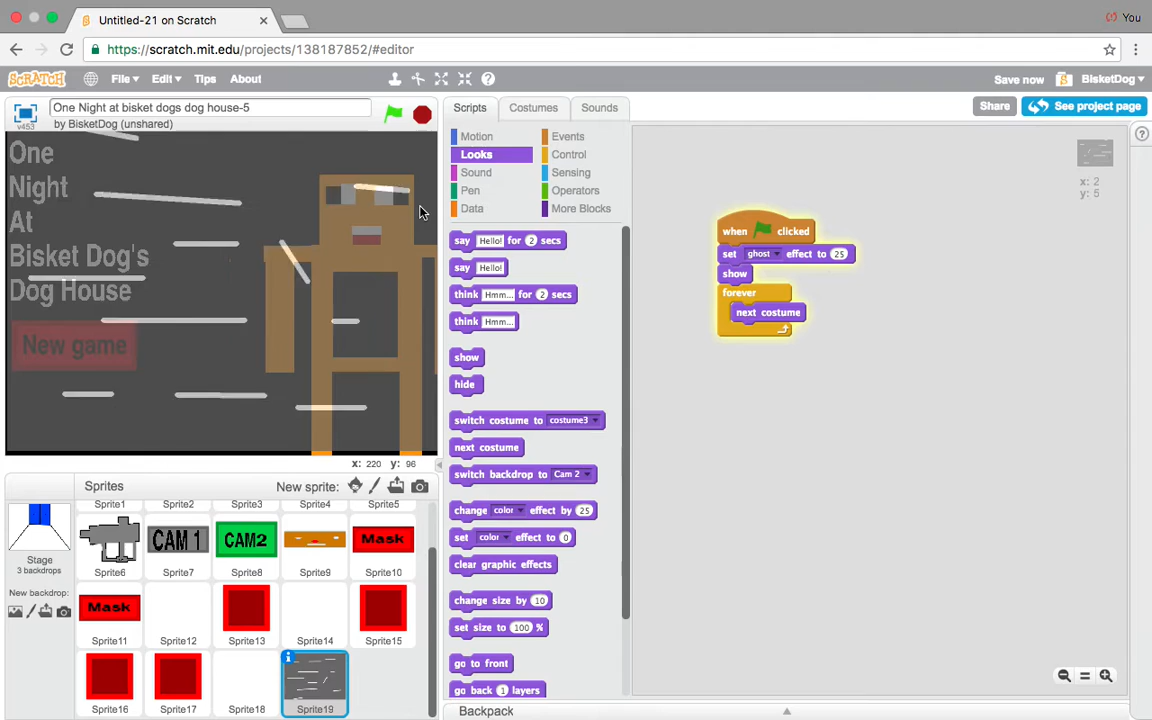 Untitled-21 on Scratch
You
https://scratch.mit.edu/projects/138187852/#editor
SCRATCH File Edit Tips About Save now BisketDog
One Night at bisket dogs dog house-5
by BisketDog (unshared)
v453
Scripts Costumes Sounds
Share See project page
Motion Events
Looks Control
Sound Sensing
Pen Operators
Data More Blocks
One
Night
At
Bisket Dog's
Dog House
New game
x: 220 y: 96
say Hello! for 2 secs
say Hello!
think Hmm... for 2 secs
think Hmm...
show
hide
switch costume to costume3
next costume
switch backdrop to Cam 2
change color effect by 25
set color effect to 0
clear graphic effects
change size by 10
set size to 100 %
go to front
go back 1 layers
when clicked
set ghost effect to 25
show
forever
next costume
x: 2
y: 5
Sprites New sprite:
Sprite1 Sprite2 Sprite3 Sprite4 Sprite5
CAM 1 CAM2 Mask
Sprite6 Sprite7 Sprite8 Sprite9 Sprite10
Mask
Sprite11 Sprite12 Sprite13 Sprite14 Sprite15
Sprite16 Sprite17 Sprite18 Sprite19
Stage
3 backdrops
New backdrop:
Backpack